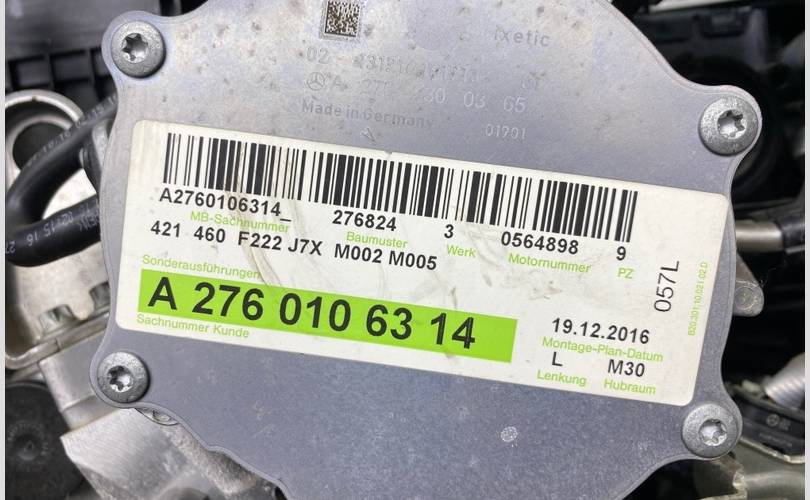 ixetic
Made in Germany
01901
A2760106314_ 276824 3 0564898 9
MB-Sachnummer Baumuster Werk Motornummer PZ
421 460 F222 J7X M002 M005
Sonderausführungen
A 276 010 63 14
Sachnummer Kunde
19.12.2016
Montage-Plan-Datum
L M30
Lenkung Hubraum
057L